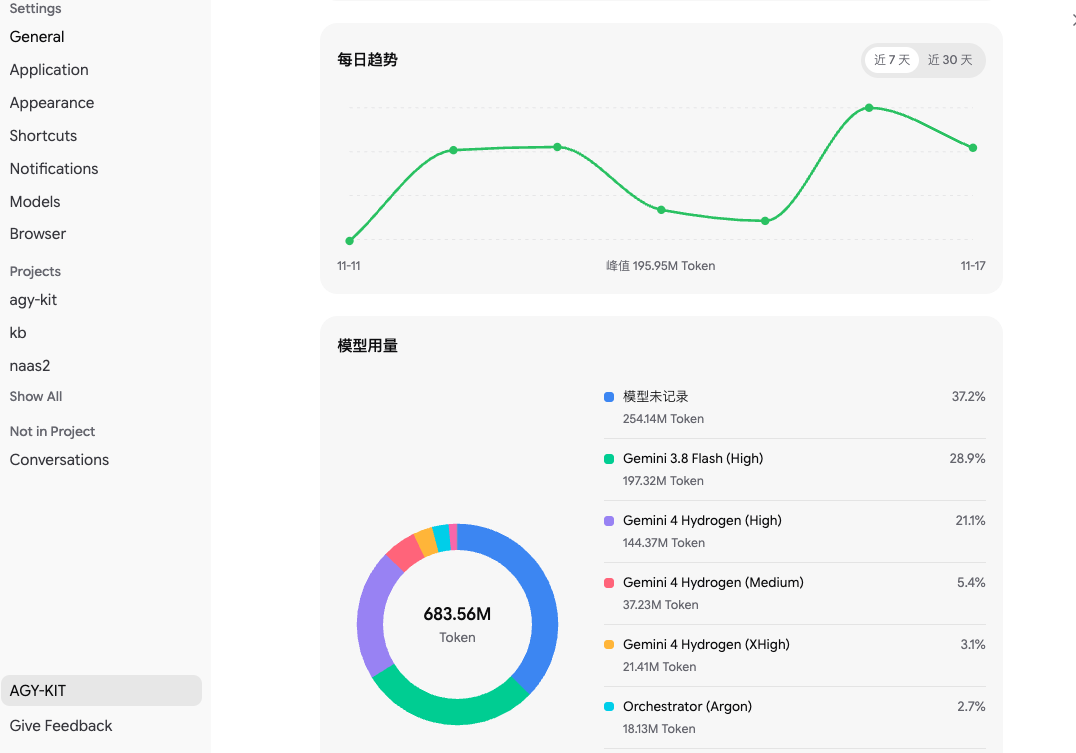 Settings
General
Application
Appearance
Shortcuts
Notifications
Models
Browser
Projects
agy-kit
kb
naas2
Show All
Not in Project
Conversations
AGY-KIT
Give Feedback
每日趋势
近 7 天
近 30 天
11-11
峰值 195.95M Token
11-17
模型用量
683.56M
Token
模型未记录
37.2%
254.14M Token
Gemini 3.8 Flash (High)
28.9%
197.32M Token
Gemini 4 Hydrogen (High)
21.1%
144.37M Token
Gemini 4 Hydrogen (Medium)
5.4%
37.23M Token
Gemini 4 Hydrogen (XHigh)
3.1%
21.41M Token
Orchestrator (Argon)
2.7%
18.13M Token